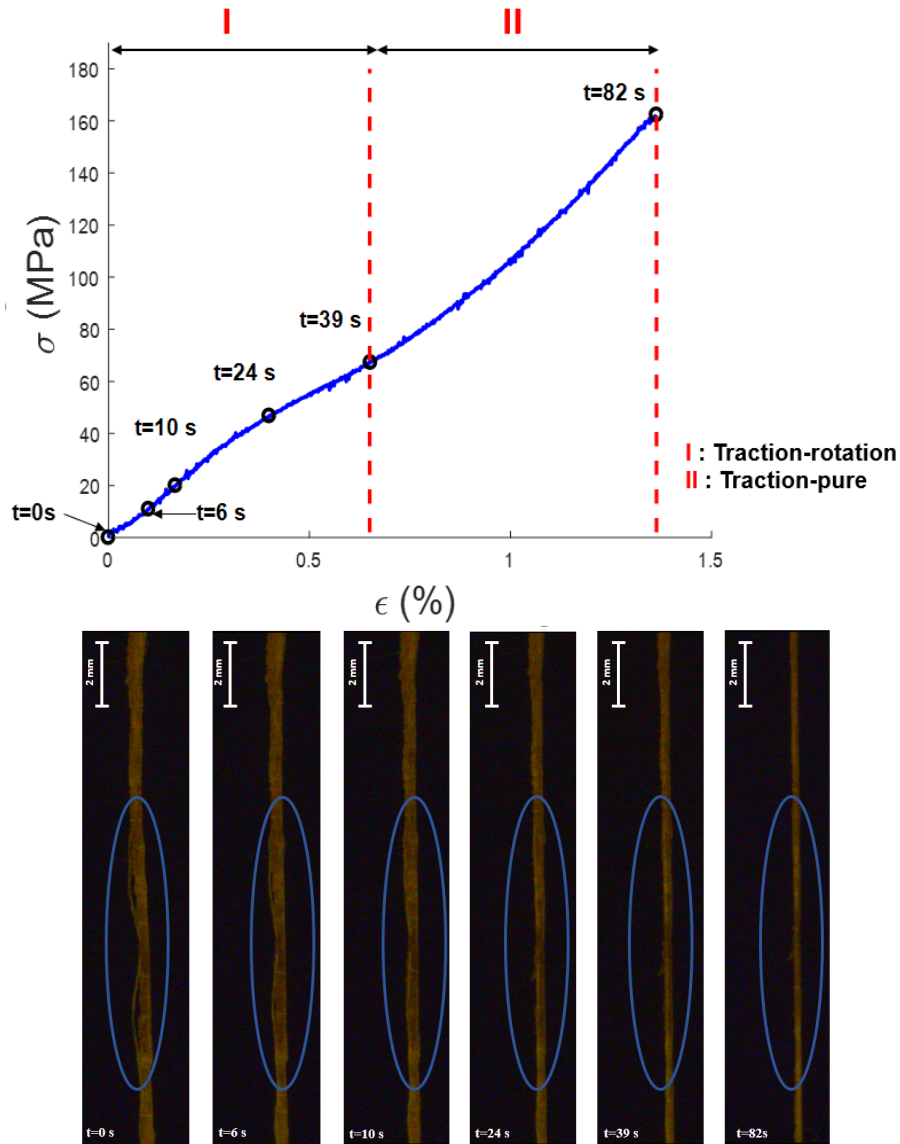 I II
180
160
140
120
100
80
60
40
20
0
σ (MPa)
t=82 s
t=39 s
t=24 s
t=10 s
t=6 s
t=0s
0 0.5 1 1.5
ϵ (%)
I : Traction-rotation
II : Traction-pure
2 mm 2 mm 2 mm 2 mm 2 mm 2 mm
t=0 s t=6 s t=10 s t=24 s t=39 s t=82s